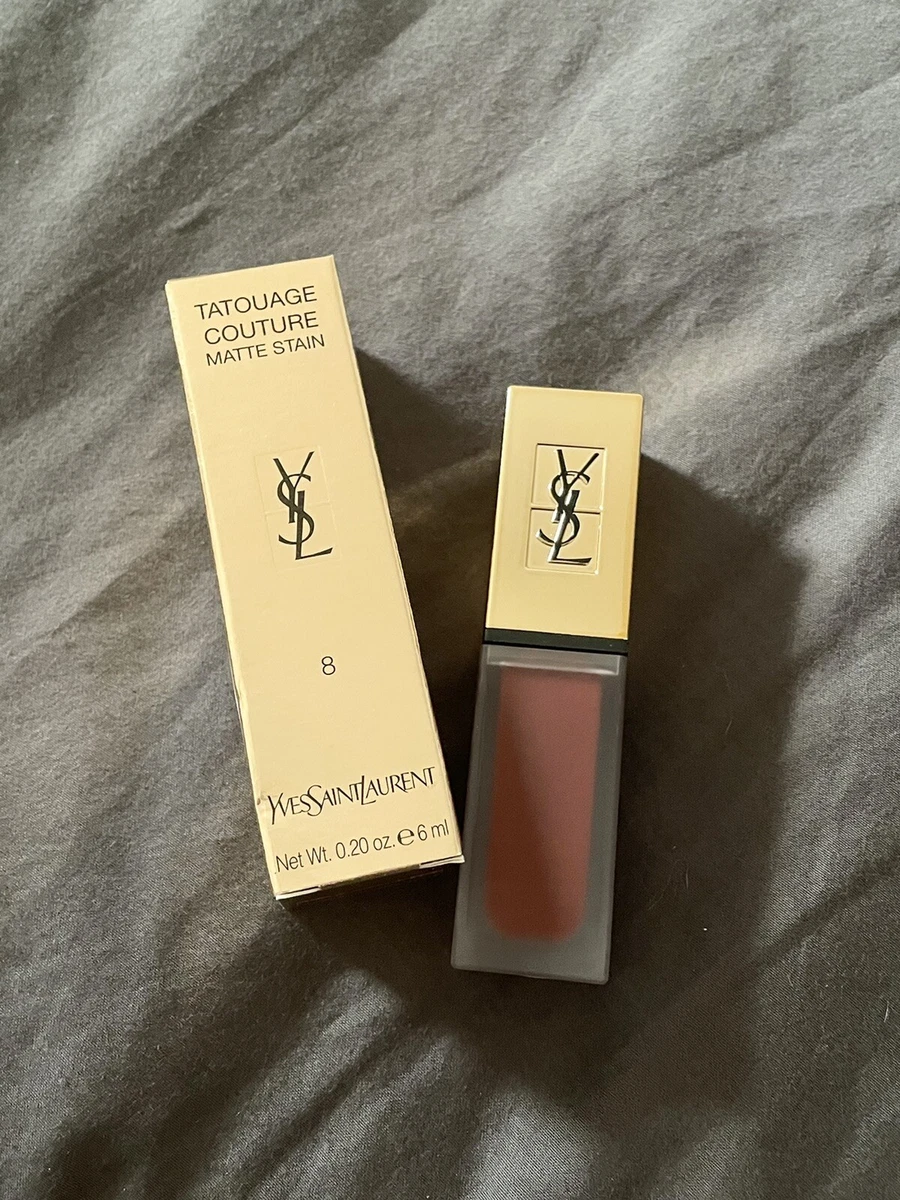 TATOUAGE
COUTURE
MATTE STAIN
YSL
8
YVESSAINTLAURENT
Net Wt. 0.20 oz. ℮ 6 ml
YSL